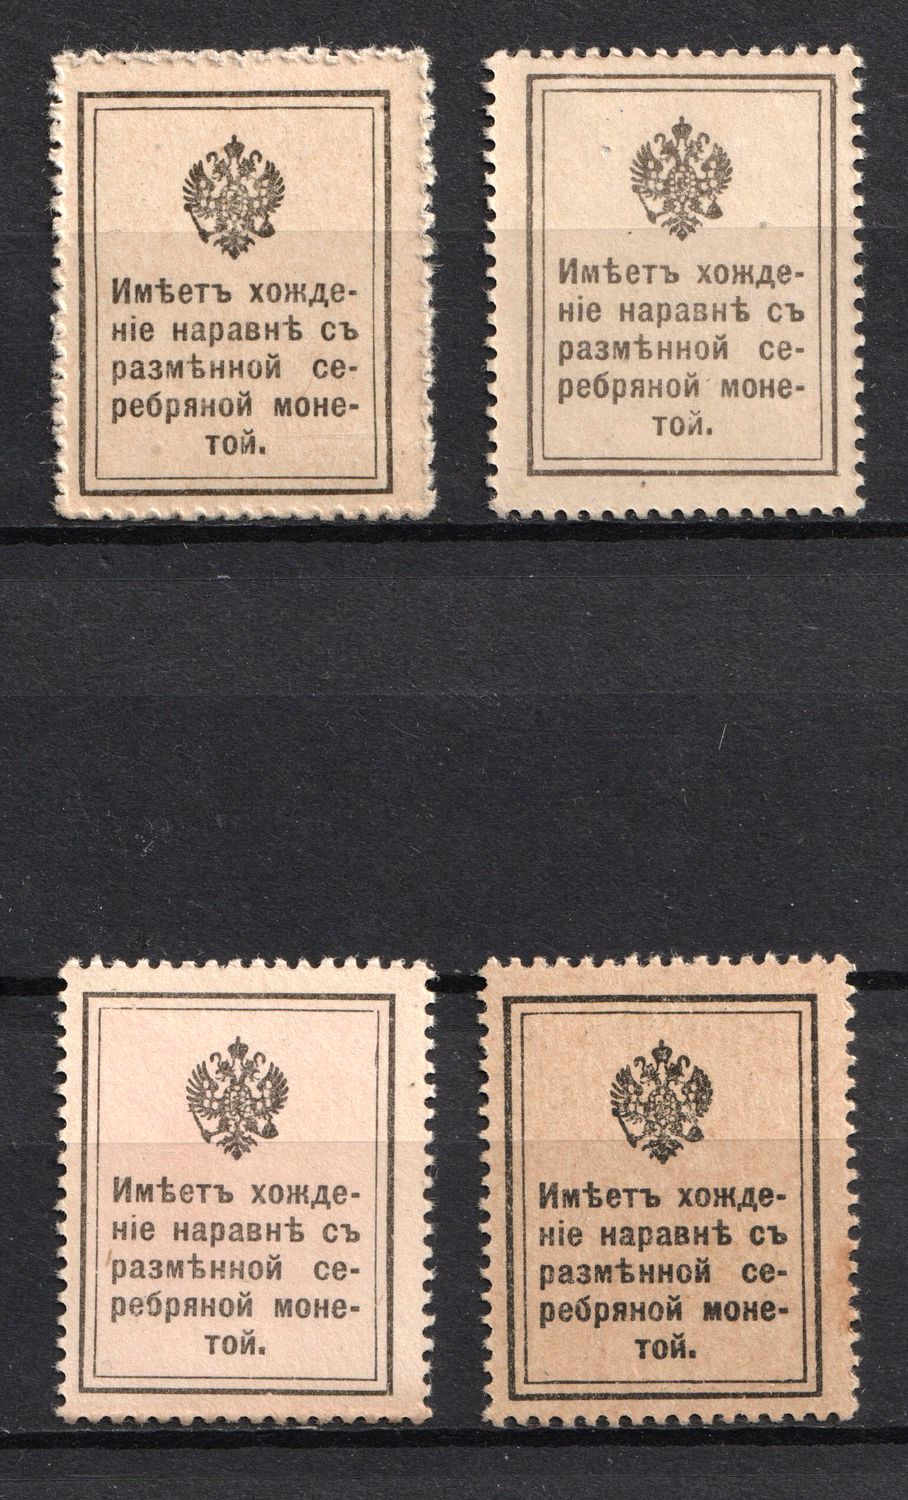 Имѣетъ хожде-
ніе наравнѣ съ
размѣнной се-
ребряной моне-
той.
Имѣетъ хожде-
ніе наравнѣ съ
размѣнной се-
ребряной моне-
той.
Имѣетъ хожде-
ніе наравнѣ съ
размѣнной се-
ребряной моне-
той.
Имѣетъ хожде-
ніе наравнѣ съ
размѣнной се-
ребряной моне-
той.